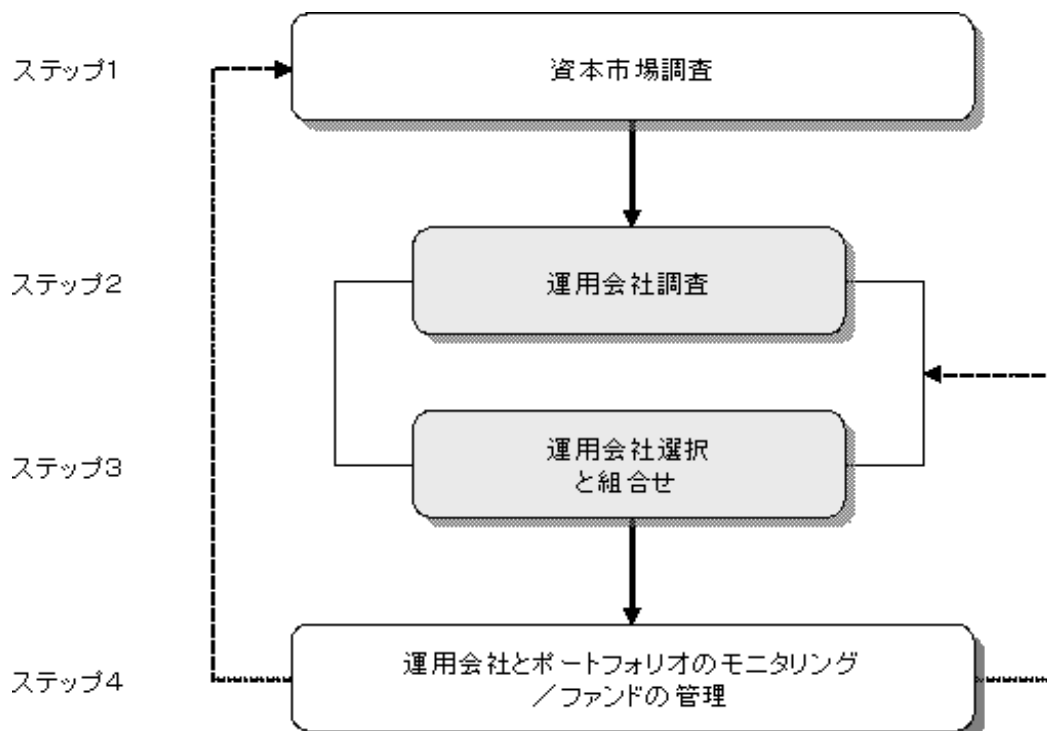 ステップ1
資本市場調査
ステップ2
運用会社調査
ステップ3
運用会社選択
と組合せ
ステップ4
運用会社とポートフォリオのモニタリング
／ファンドの管理